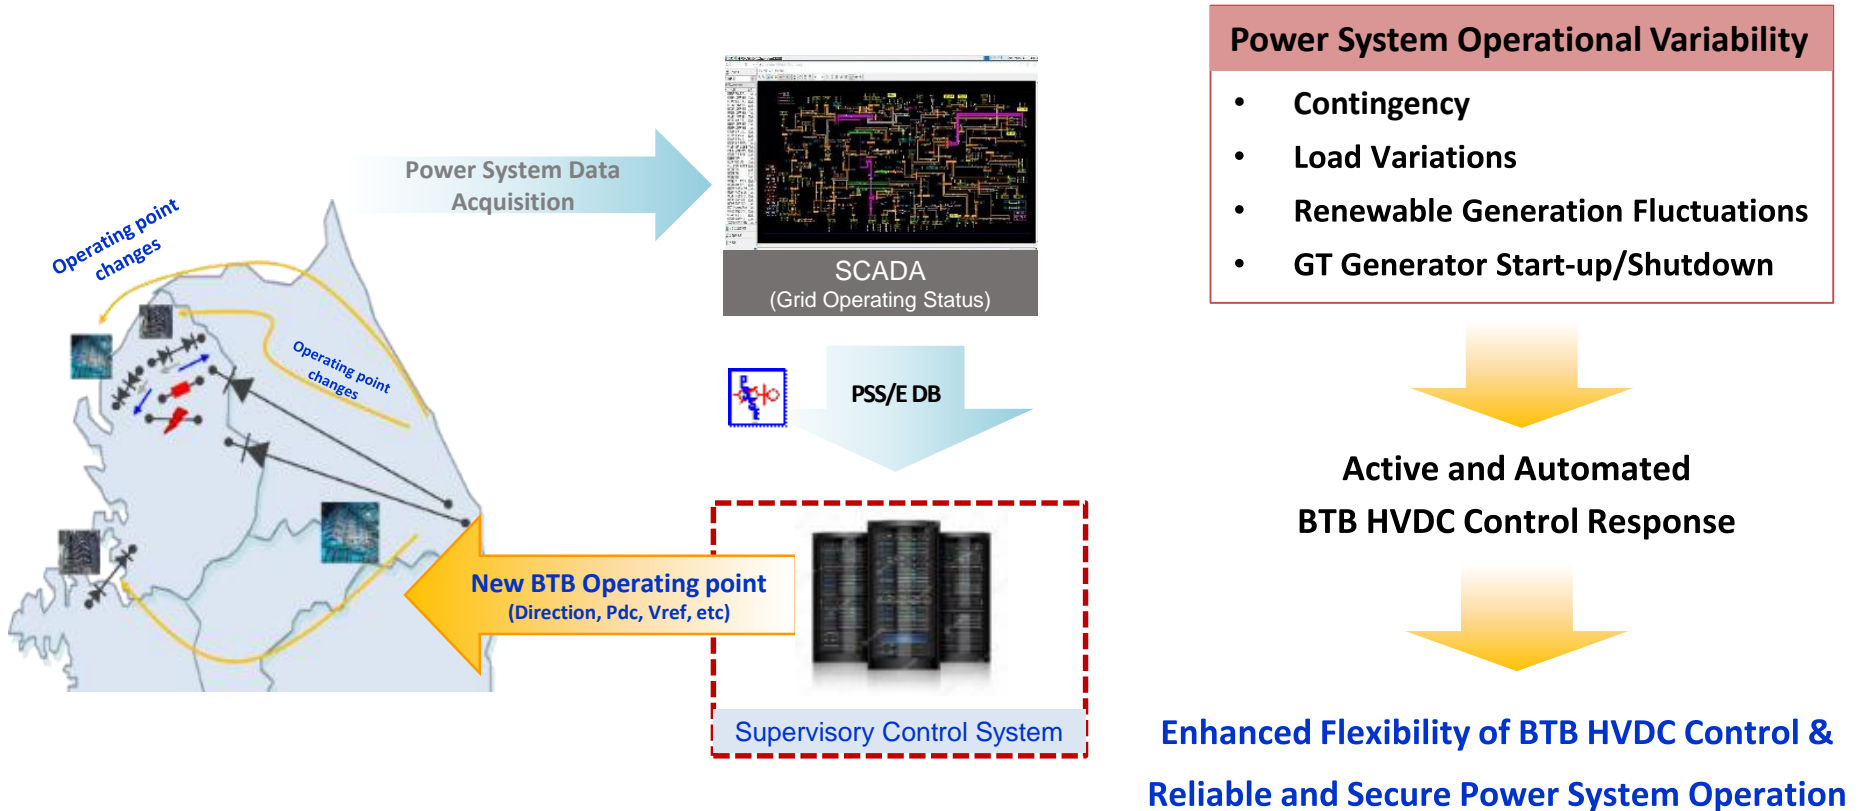 Power System Data
Acquisition
SCADA
(Grid Operating Status)
PSS/E DB
Operating point
changes
Operating point
changes
New BTB Operating point
(Direction, Pdc, Vref, etc)
Supervisory Control System
Power System Operational Variability
• Contingency
• Load Variations
• Renewable Generation Fluctuations
• GT Generator Start-up/Shutdown
Active and Automated
BTB HVDC Control Response
Enhanced Flexibility of BTB HVDC Control &
Reliable and Secure Power System Operation